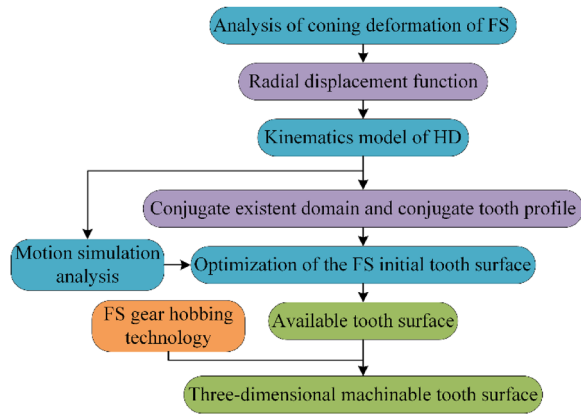 Analysis of coning deformation of FS
Radial displacement function
Kinematics model of HD
Conjugate existent domain and conjugate tooth profile
Motion simulation
analysis
Optimization of the FS initial tooth surface
FS gear hobbing
technology
Available tooth surface
Three-dimensional machinable tooth surface